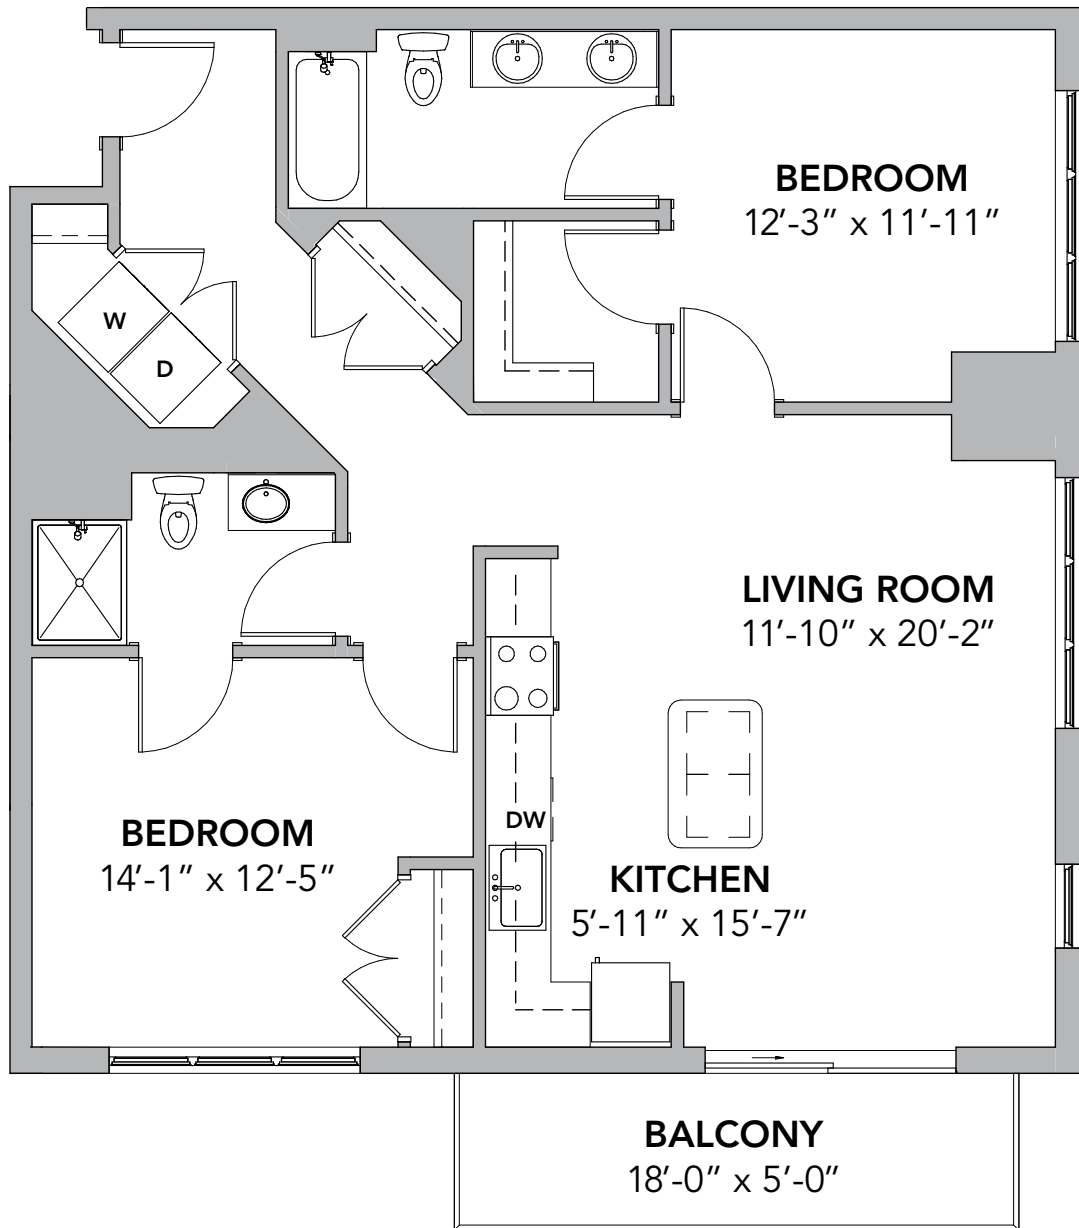 BEDROOM
12′-3″ x 11′-11″
W
D
LIVING ROOM
11′-10″ x 20′-2″
BEDROOM
14′-1″ x 12′-5″
DW
KITCHEN
5′-11″ x 15′-7″
BALCONY
18′-0″ x 5′-0″